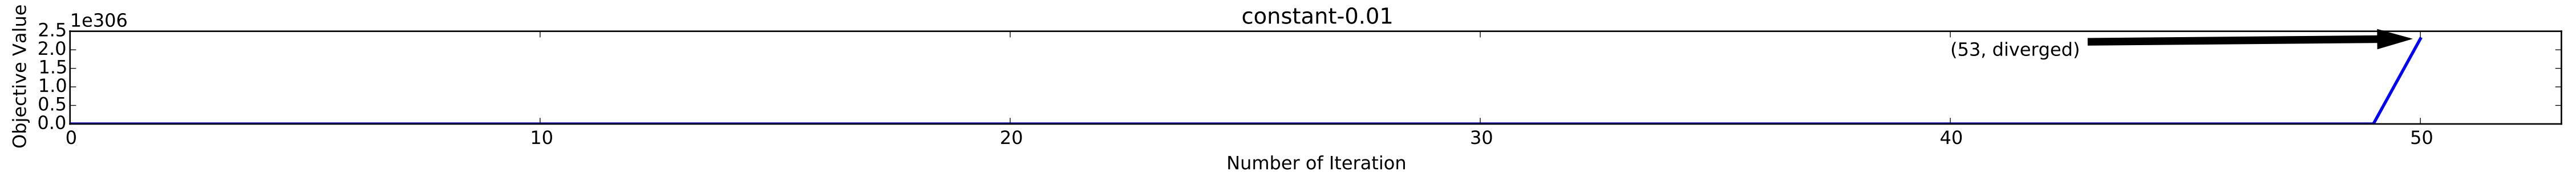 constant-0.01
1e306
Objective Value
2.5
2.0
1.5
1.0
0.5
0.0
(53, diverged)
0 10 20 30 40 50
Number of Iteration